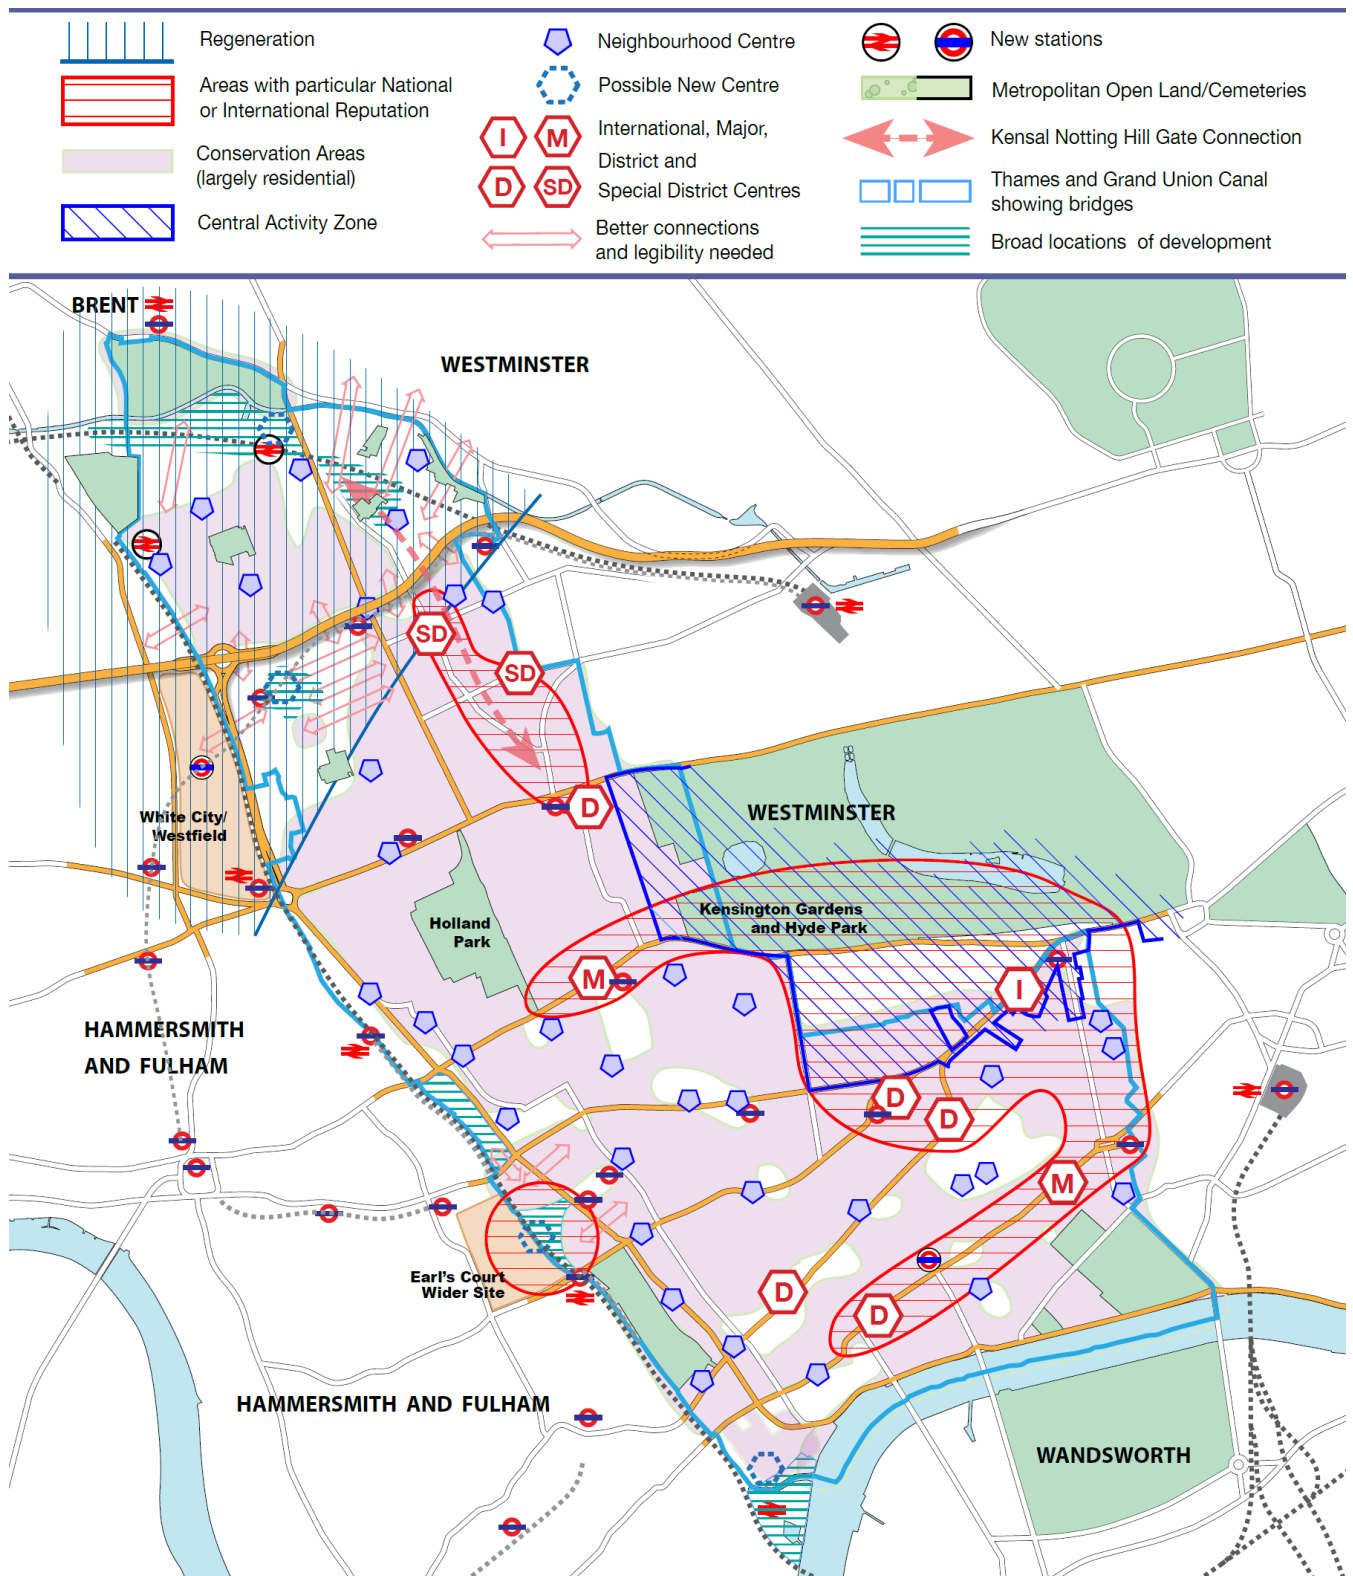 Regeneration
Areas with particular National
or International Reputation
Conservation Areas
(largely residential)
Central Activity Zone
Neighbourhood Centre
Possible New Centre
I
M
D
SD
International, Major,
District and
Special District Centres
Better connections
and legibility needed
New stations
Metropolitan Open Land/Cemeteries
Kensal Notting Hill Gate Connection
Thames and Grand Union Canal
showing bridges
Broad locations of development
BRENT
WESTMINSTER
SD
SD
D
White City/
Westfield
WESTMINSTER
Holland
Park
Kensington Gardens
and Hyde Park
M
I
HAMMERSMITH
AND FULHAM
D
D
M
Earl's Court
Wider Site
D
D
HAMMERSMITH AND FULHAM
WANDSWORTH